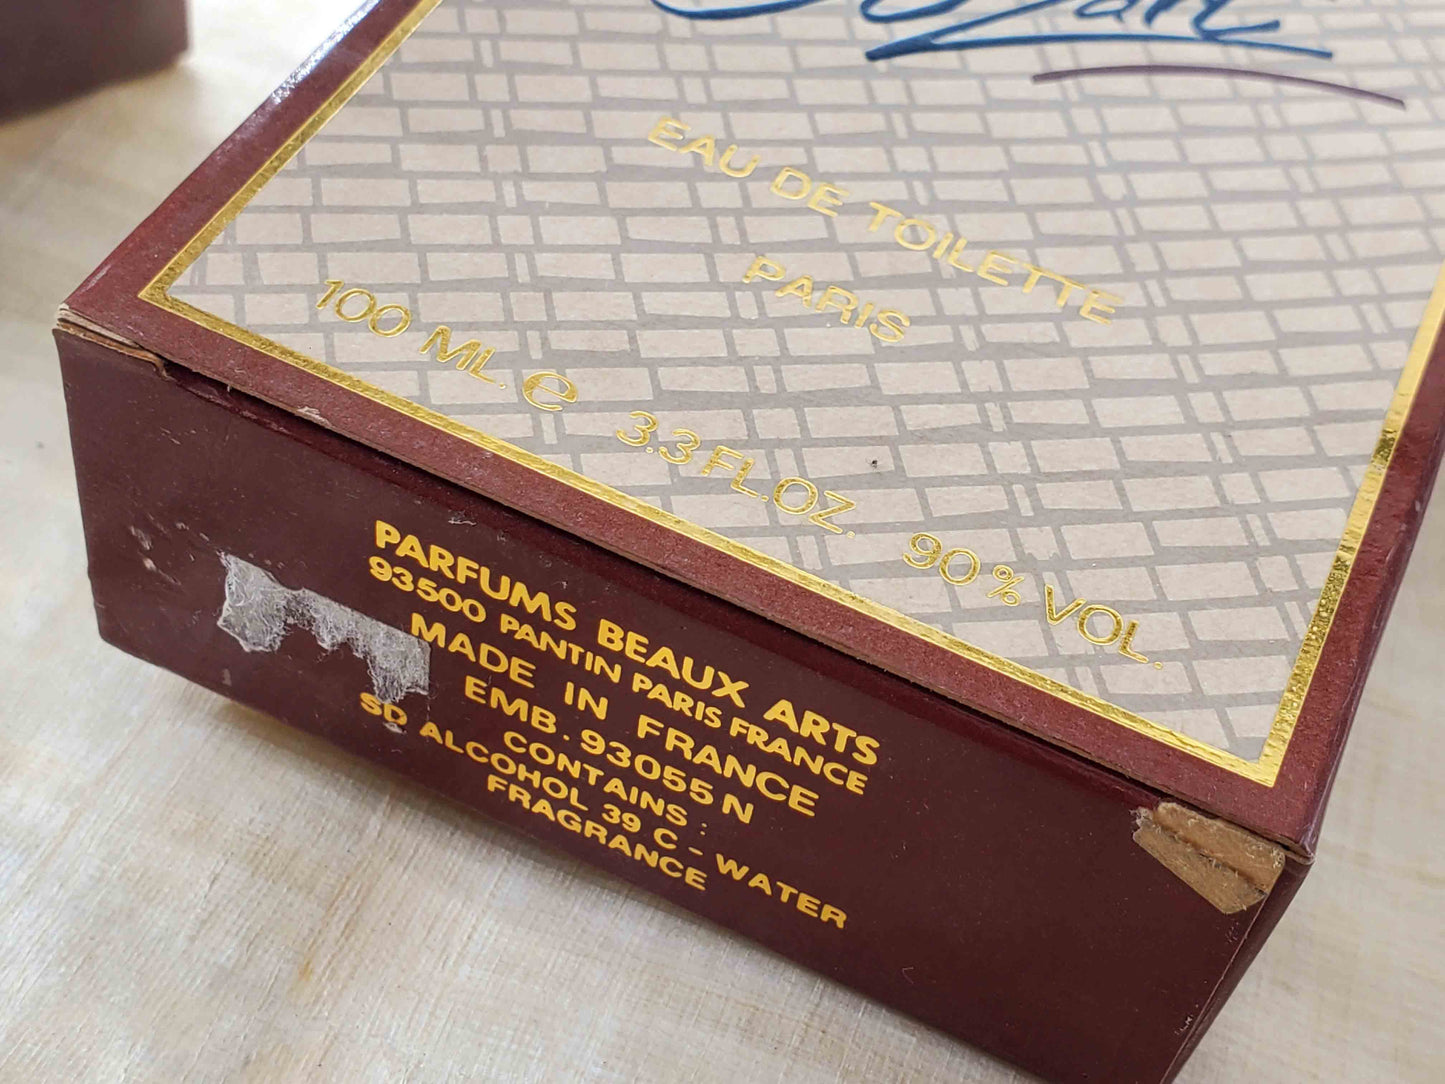 EAU DE TOILETTE
PARIS
100 ML. e 3.3 FL.OZ. 90% VOL.
PARFUMS BEAUX ARTS
93500 PANTIN PARIS FRANCE
MADE IN FRANCE
EMB. 93055 N
CONTAINS :
SD ALCOHOL 39 C - WATER
FRAGRANCE